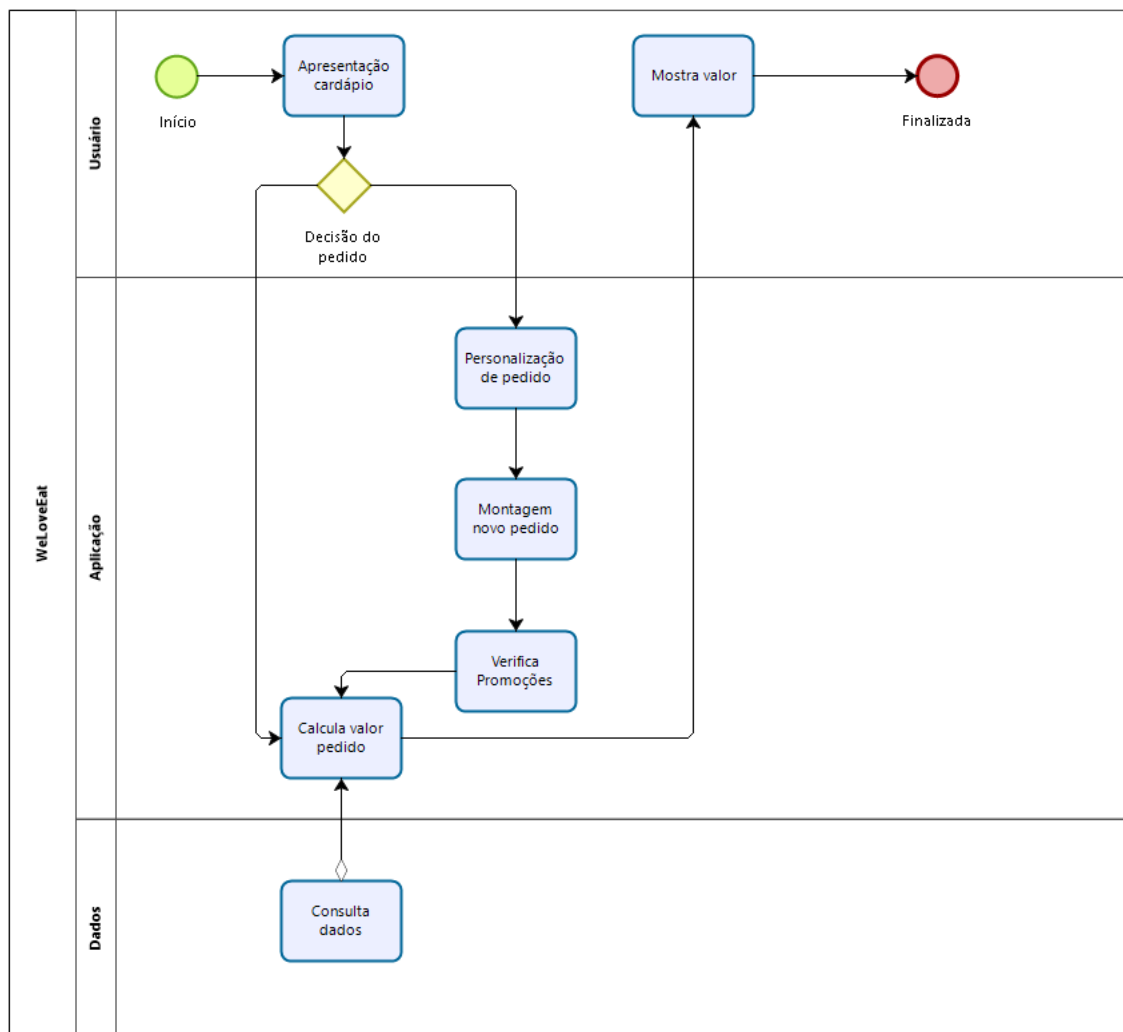 WeLoveEat
Usuário
Início
Apresentação
cardápio
Decisão do
pedido
Mostra valor
Finalizada
Aplicação
Personalização
de pedido
Montagem
novo pedido
Verifica
Promoções
Calcula valor
pedido
Dados
Consulta
dados